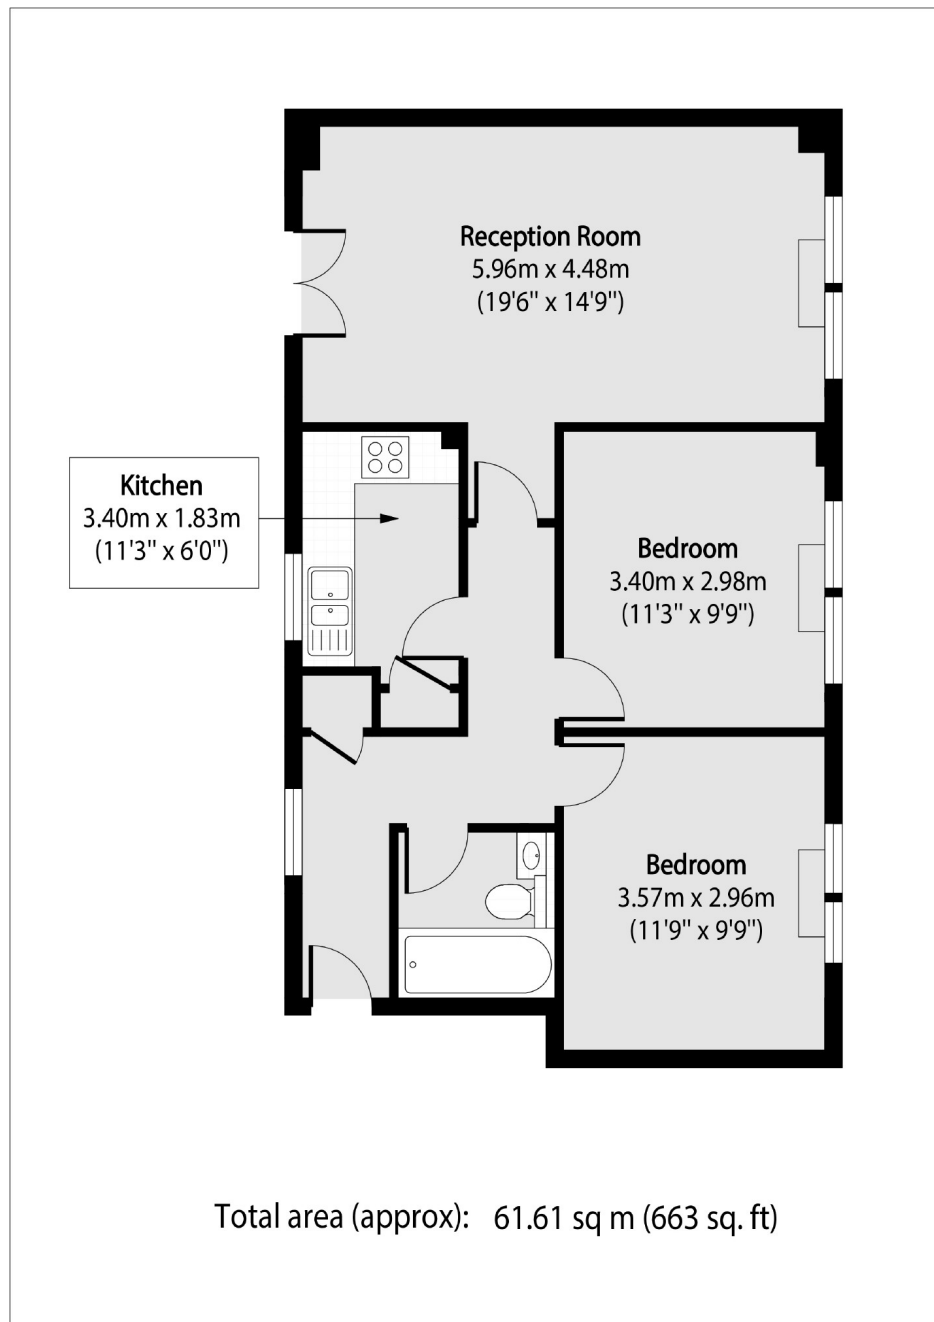 Reception Room
5.96m x 4.48m
(19'6" x 14'9")
Kitchen
3.40m x 1.83m
(11'3" x 6'0")
Bedroom
3.40m x 2.98m
(11'3" x 9'9")
Bedroom
3.57m x 2.96m
(11'9" x 9'9")
Total area (approx): 61.61 sq m (663 sq. ft)